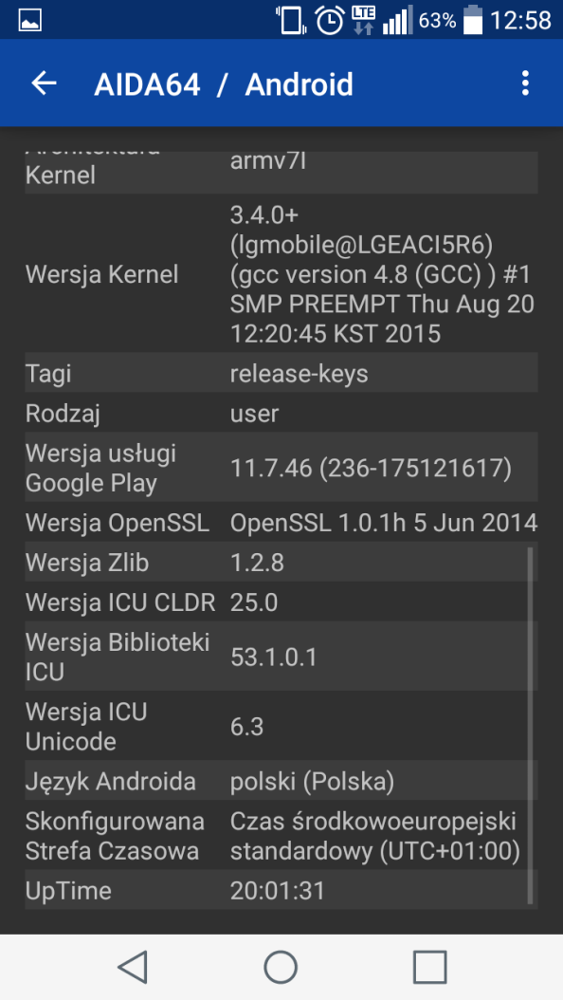 LTE 63% 12:58
AIDA64 / Android
Architektura
Kernel
armv7l
Wersja Kernel
3.4.0+
(lgmobile@LGEACI5R6)
(gcc version 4.8 (GCC) ) #1
SMP PREEMPT Thu Aug 20
12:20:45 KST 2015
Tagi
release-keys
Rodzaj
user
Wersja usługi
Google Play
11.7.46 (236-175121617)
Wersja OpenSSL
OpenSSL 1.0.1h 5 Jun 2014
Wersja Zlib
1.2.8
Wersja ICU CLDR
25.0
Wersja Biblioteki
ICU
53.1.0.1
Wersja ICU
Unicode
6.3
Język Androida
polski (Polska)
Skonfigurowana
Strefa Czasowa
Czas środkowoeuropejski
standardowy (UTC+01:00)
UpTime
20:01:31